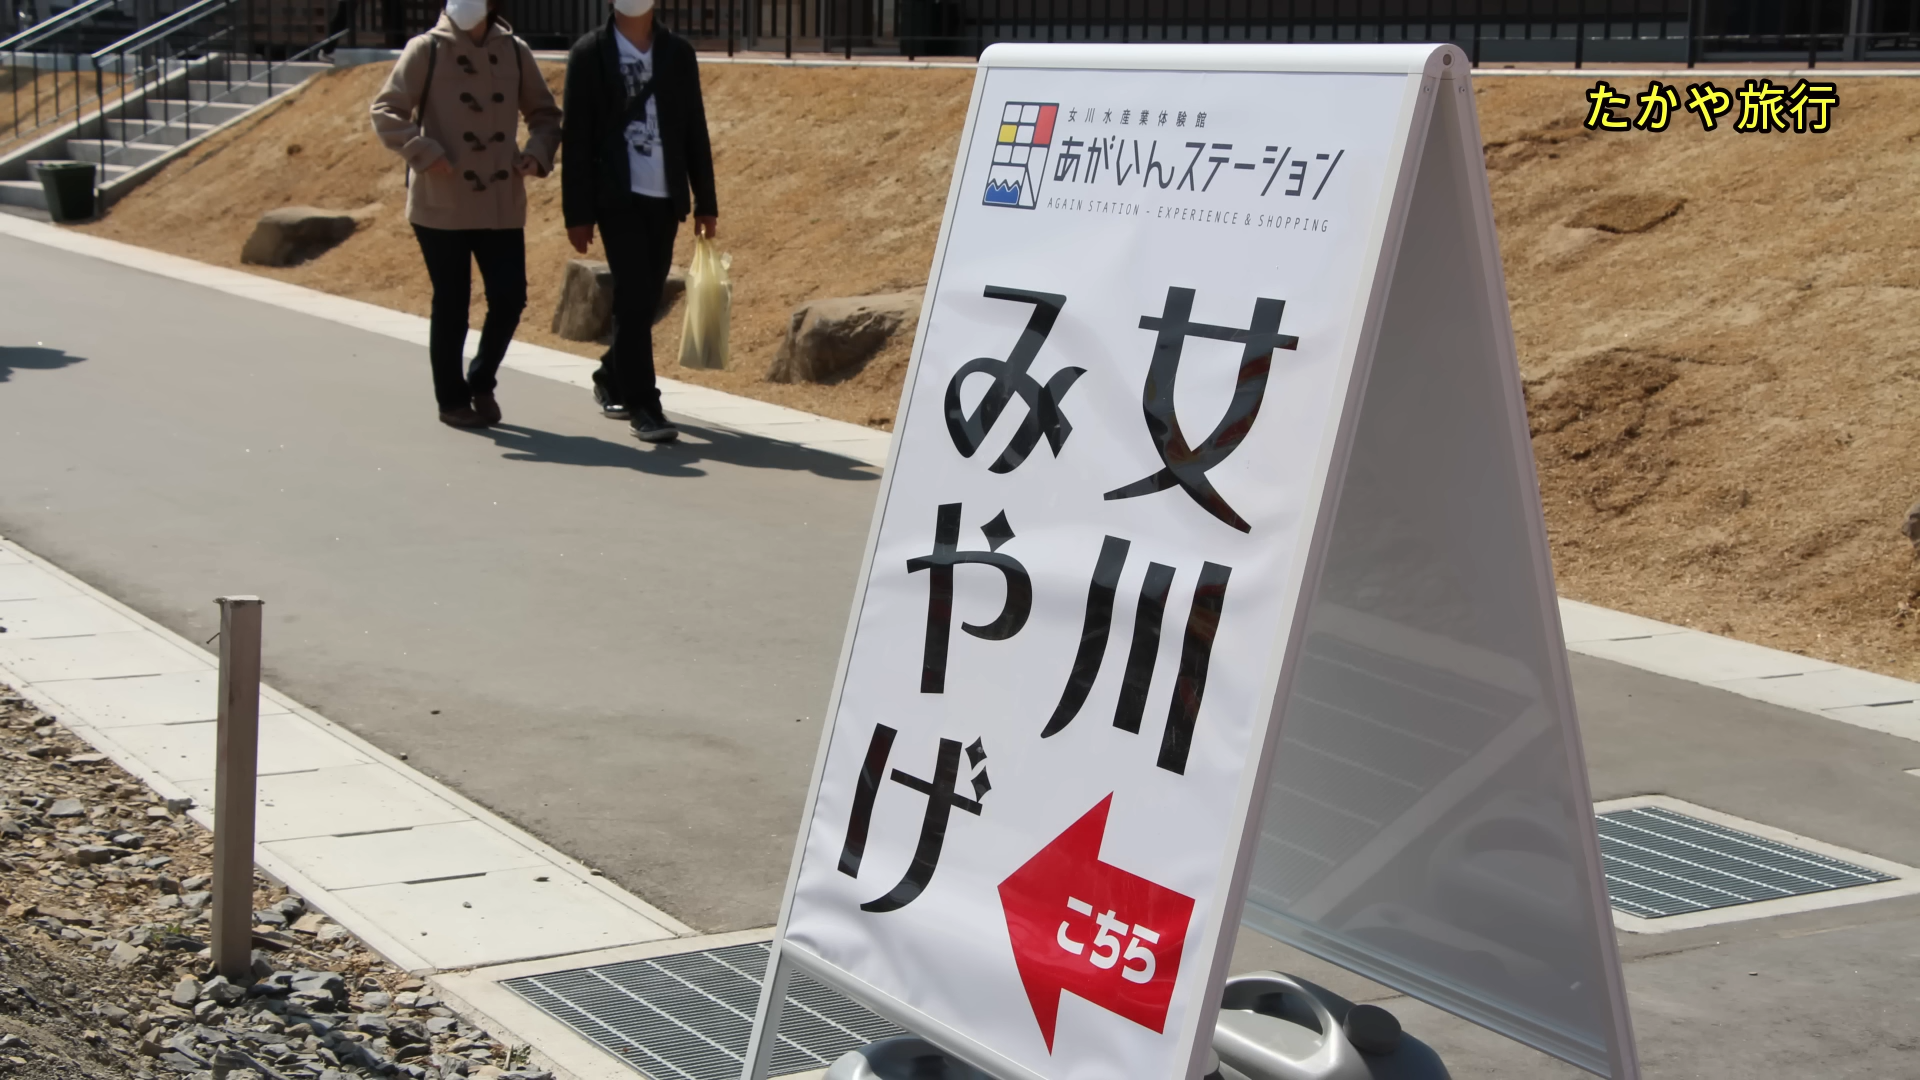 たかや旅行
女川水産業体験館
あがいんステーション
AGAIN STATION - EXPERIENCE & SHOPPING
女川
みやげ
こちら